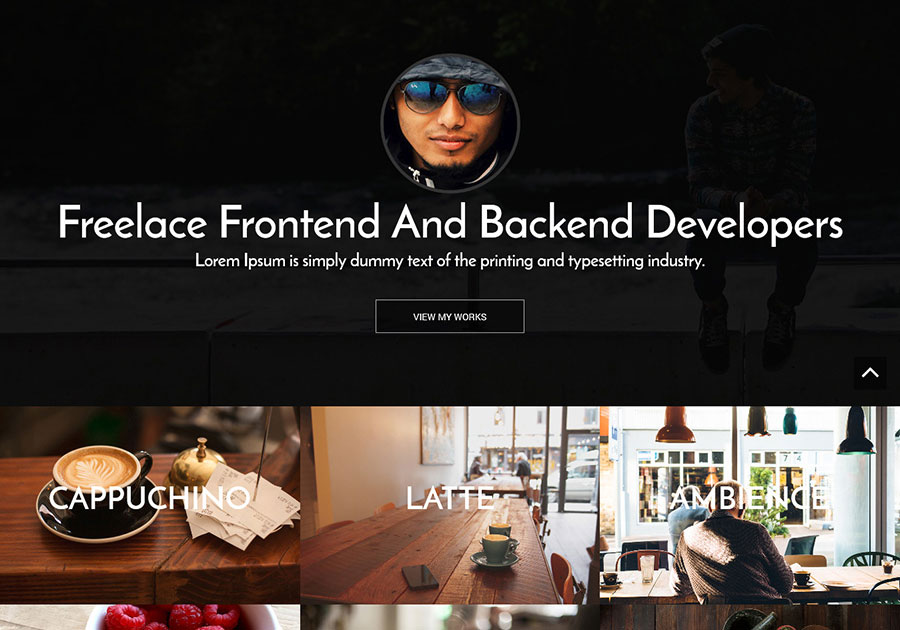 Freelace Frontend And Backend Developers
Lorem Ipsum is simply dummy text of the printing and typesetting industry.
VIEW MY WORKS
CAPPUCHINO
LATTE
AMBIENCE